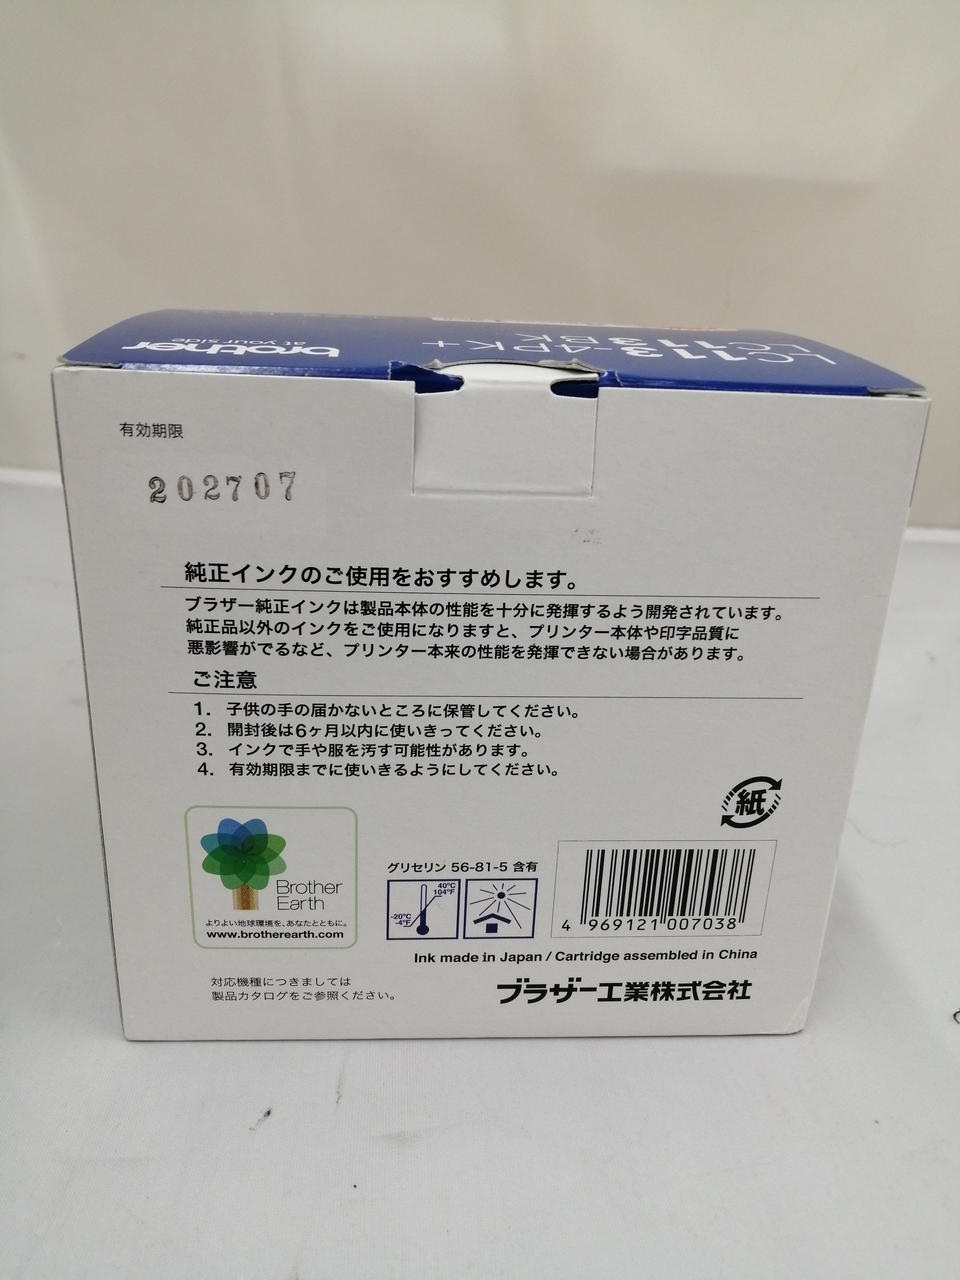 brother
at your side
LC113-4PK+
LC113BK
有効期限
202707
純正インクのご使用をおすすめします。
ブラザー純正インクは製品本体の性能を十分に発揮するよう開発されています。
純正品以外のインクをご使用になりますと、プリンター本体や印字品質に
悪影響がでるなど、プリンター本来の性能を発揮できない場合があります。
ご注意
1. 子供の手の届かないところに保管してください。
2. 開封後は6ヶ月以内に使いきってください。
3. インクで手や服を汚す可能性があります。
4. 有効期限までに使いきるようにしてください。
紙
Brother
Earth
よりよい地球環境を、あなたとともに。
www.brotherearth.com
グリセリン 56-81-5 含有
40°C
104°F
-20°C
-4°F
4 969121 007038
Ink made in Japan / Cartridge assembled in China
対応機種につきましては
製品カタログをご参照ください。
ブラザー工業株式会社